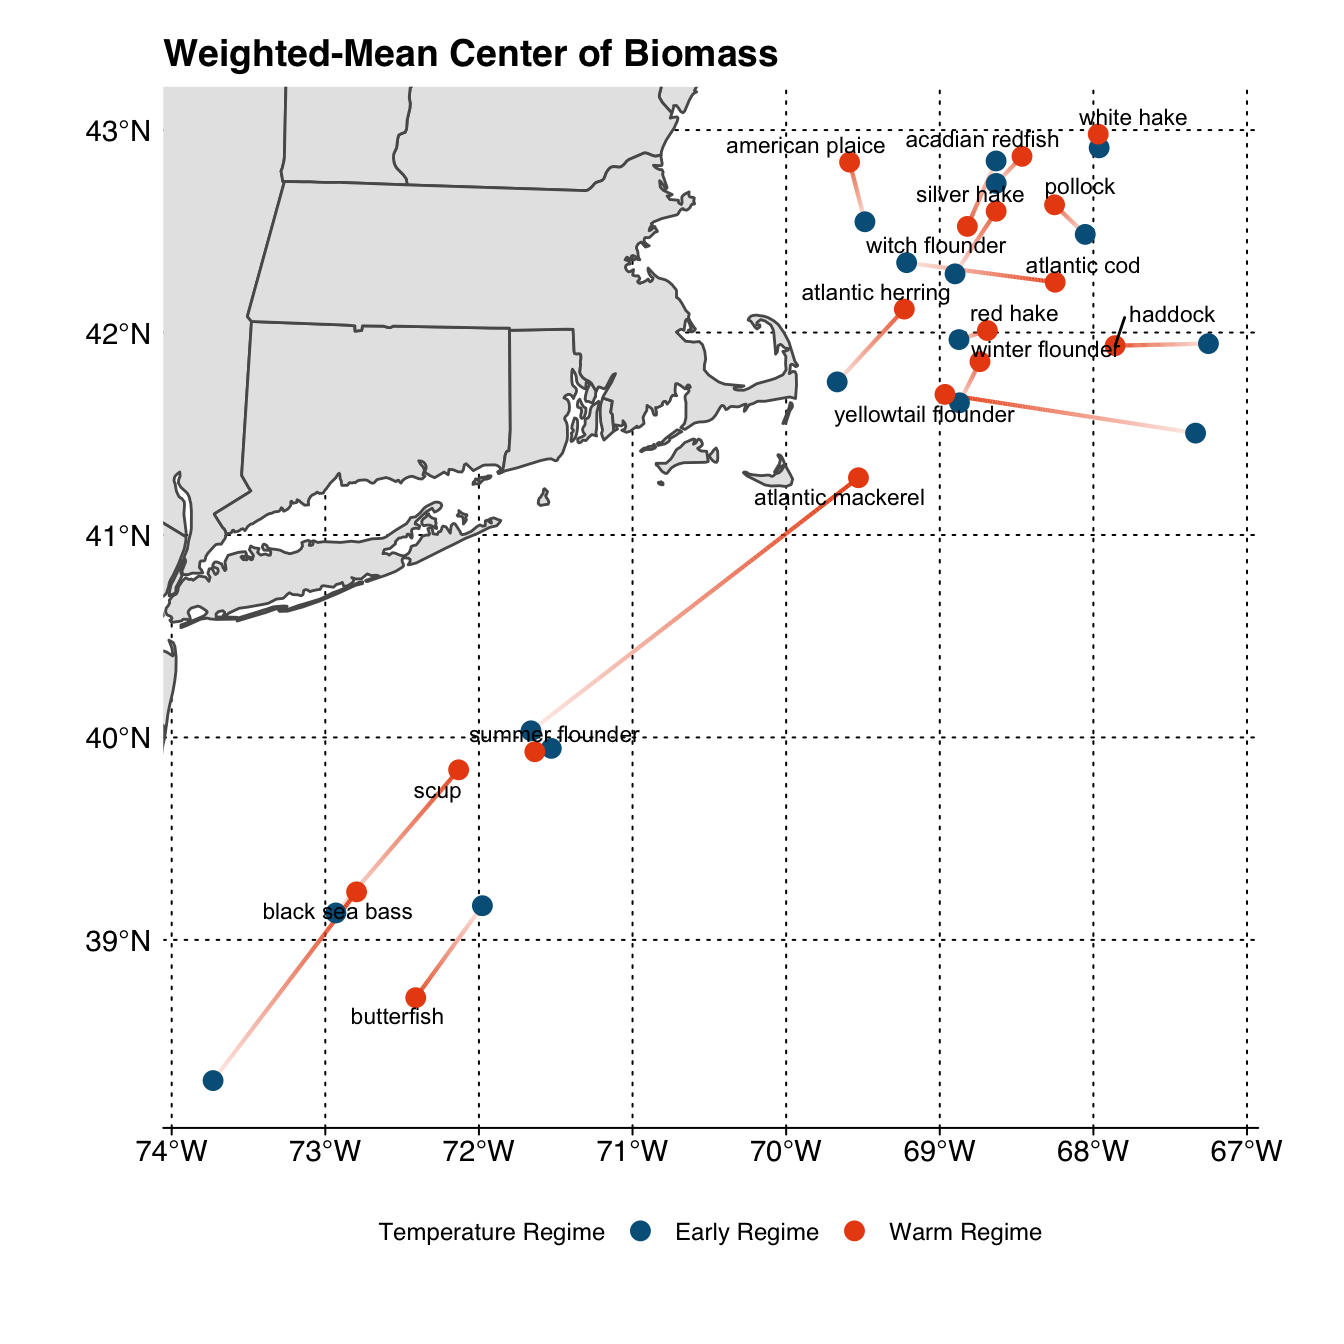 Weighted-Mean Center of Biomass
43°N
white hake
acadian redfish
american plaice
pollock
silver hake
witch flounder
atlantic cod
atlantic herring
red hake
haddock
42°N
winter flounder
yellowtail flounder
atlantic mackerel
41°N
40°N
summer flounder
scup
black sea bass
39°N
butterfish
74°W 73°W 72°W 71°W 70°W 69°W 68°W 67°W
Temperature Regime Early Regime Warm Regime